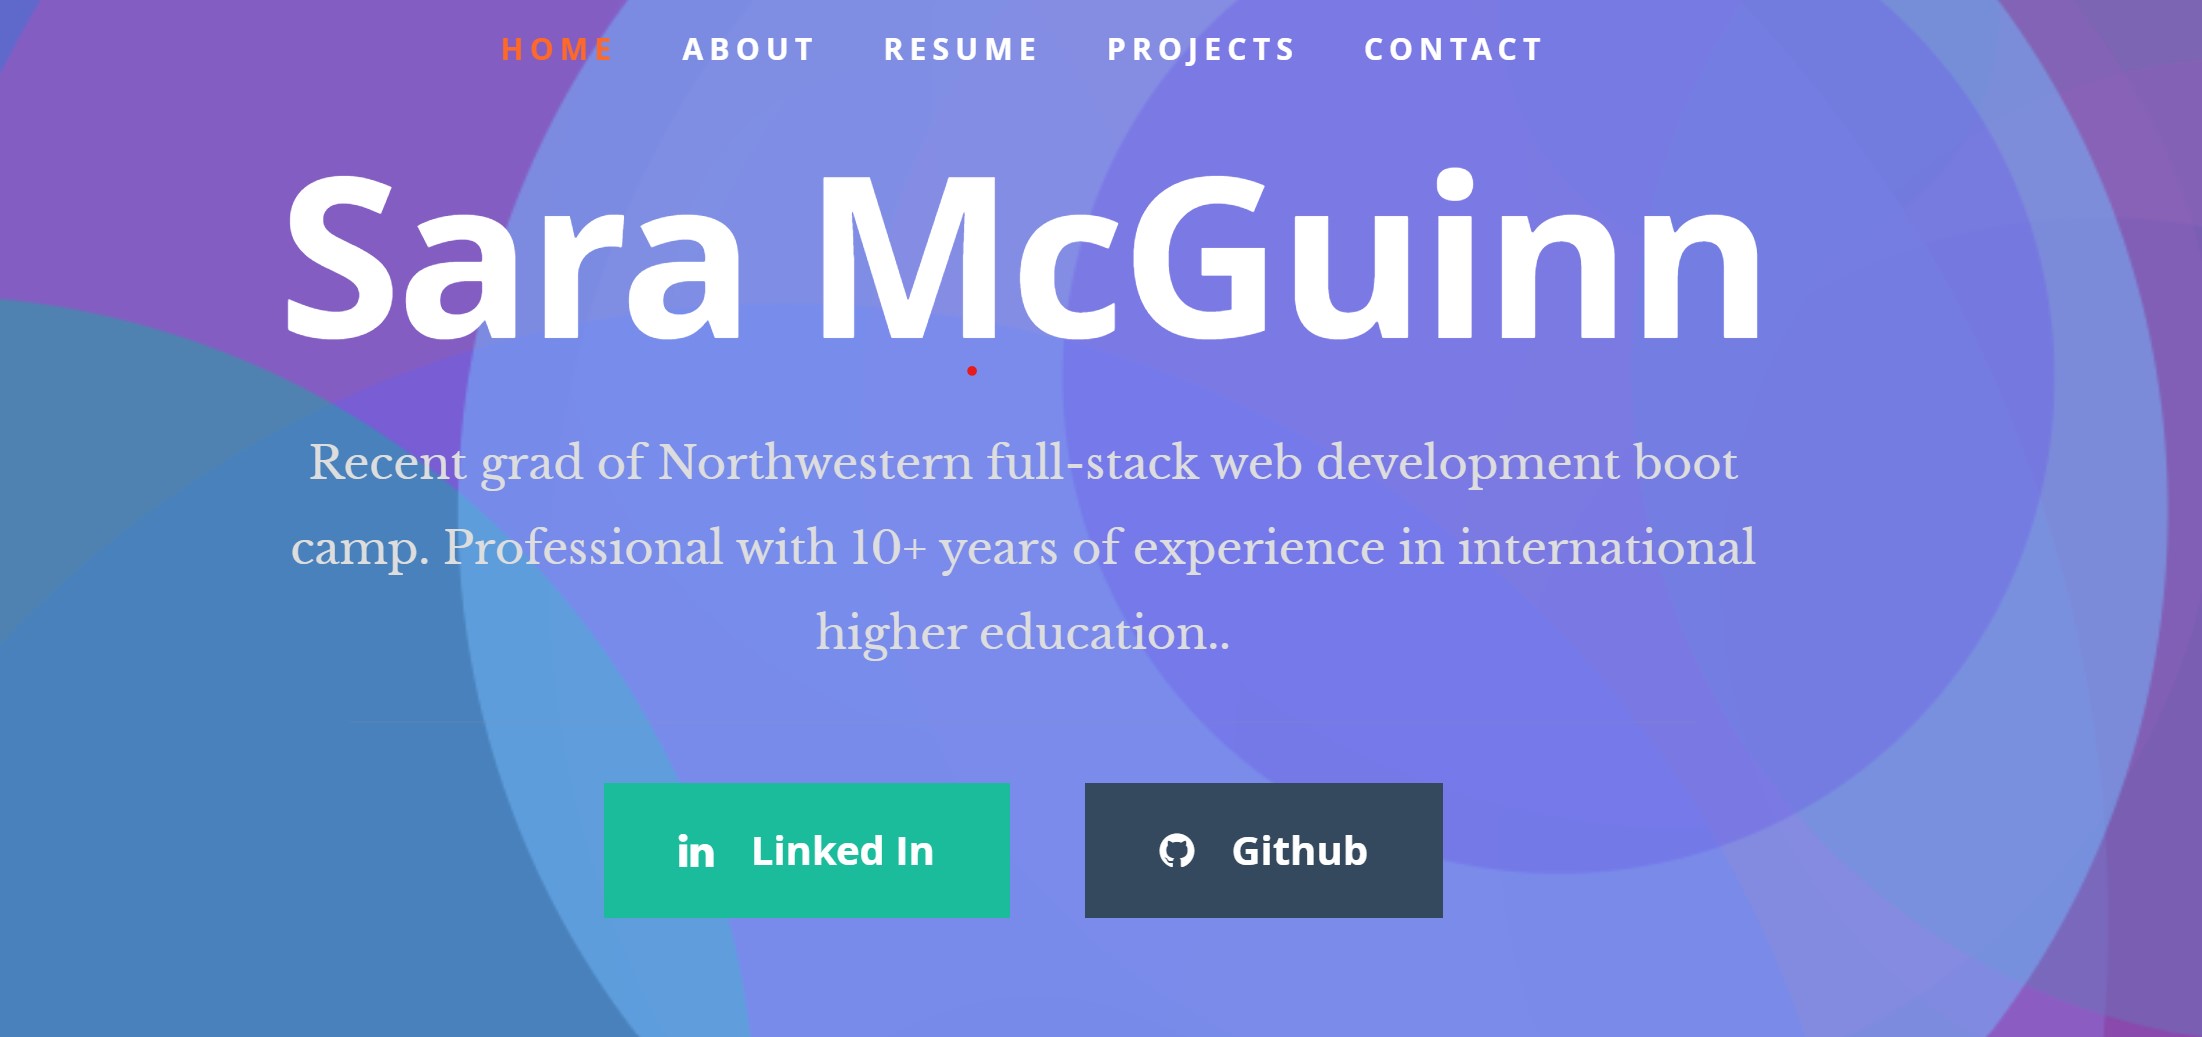 HOME ABOUT RESUME PROJECTS CONTACT
Sara McGuinn
Recent grad of Northwestern full-stack web development boot
camp. Professional with 10+ years of experience in international
higher education..
in Linked In Github